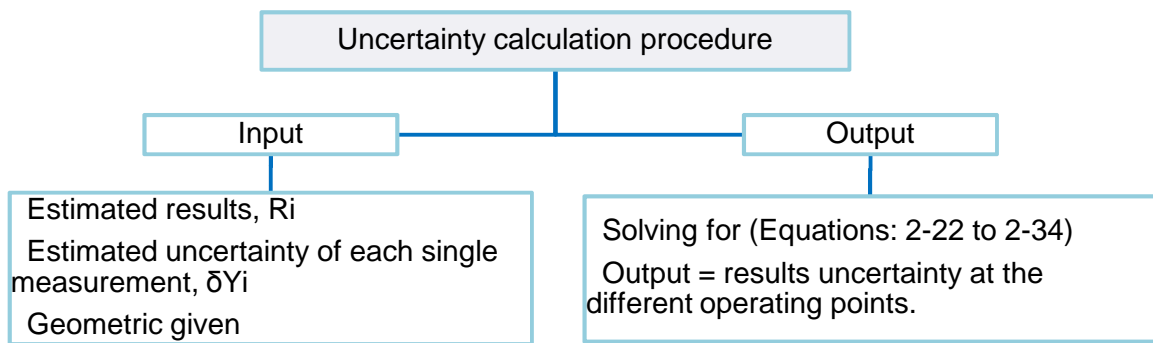 Uncertainty calculation procedure
Input
Output
Estimated results, Ri
Estimated uncertainty of each single
measurement, δYi
Geometric given
Solving for (Equations: 2-22 to 2-34)
Output = results uncertainty at the
different operating points.